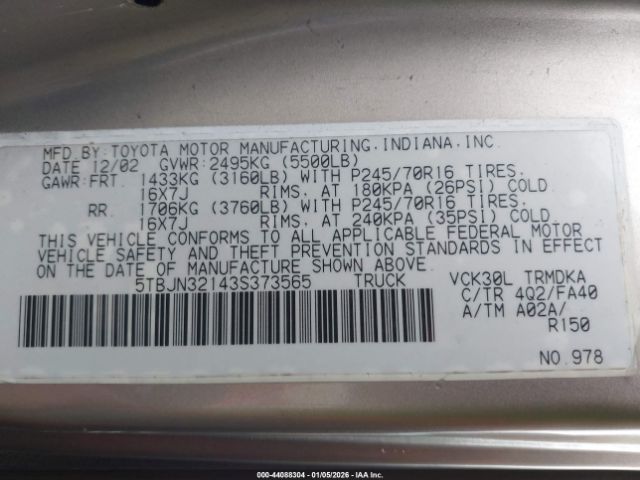 MFD. BY: TOYOTA MOTOR MANUFACTURING, INDIANA, INC.
DATE 12/02 GVWR: 2495KG (5500LB)
GAWR: FRT. 1433KG (3160LB) WITH P245/70R16 TIRES,
16X7J RIMS, AT 180KPA (26PSI) COLD.
RR. 1706KG (3760LB) WITH P245/70R16 TIRES,
16X7J RIMS, AT 240KPA (35PSI) COLD.
THIS VEHICLE CONFORMS TO ALL APPLICABLE FEDERAL MOTOR
VEHICLE SAFETY AND THEFT PREVENTION STANDARDS IN EFFECT
ON THE DATE OF MANUFACTURE SHOWN ABOVE.
5TBJN32143S373565 TRUCK
VCK30L TRMDKA
C/TR 4Q2/FA40
A/TM A02A/
R150
NO. 978
000-44088304 | 01/05/2026 - IAA Inc.